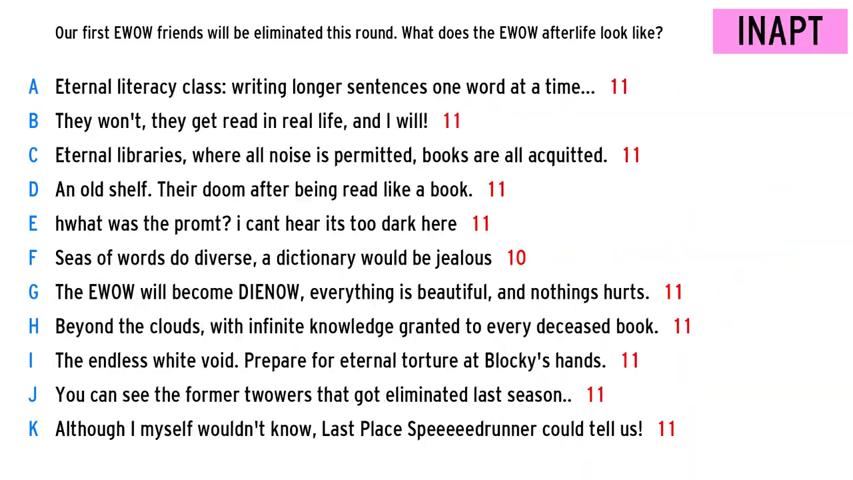 Our first EWOW friends will be eliminated this round. What does the EWOW afterlife look like?
INAPT
A Eternal literacy class: writing longer sentences one word at a time... 11
B They won't, they get read in real life, and I will! 11
C Eternal libraries, where all noise is permitted, books are all acquitted. 11
D An old shelf. Their doom after being read like a book. 11
E hwhat was the promt? i cant hear its too dark here 11
F Seas of words do diverse, a dictionary would be jealous 10
G The EWOW will become DIENOW, everything is beautiful, and nothings hurts. 11
H Beyond the clouds, with infinite knowledge granted to every deceased book. 11
I The endless white void. Prepare for eternal torture at Blocky's hands. 11
J You can see the former twowers that got eliminated last season.. 11
K Although I myself wouldn't know, Last Place Speeeeedrunner could tell us! 11